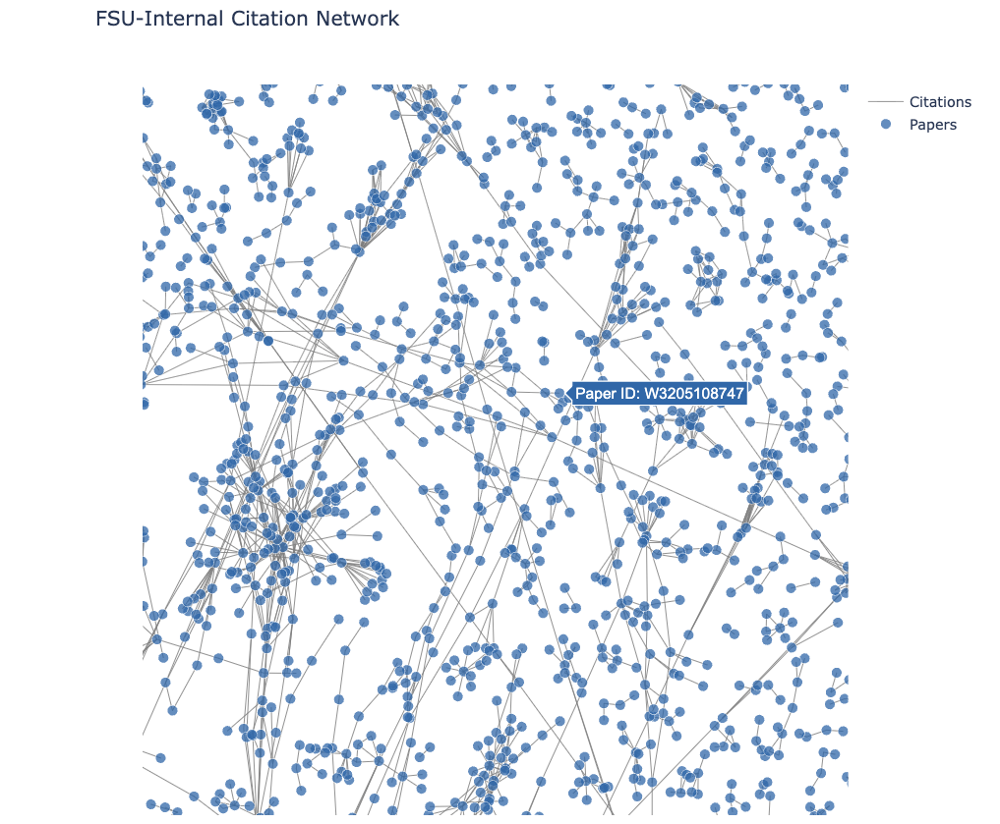 FSU-Internal Citation Network
Citations
Papers
Paper ID: W3205108747